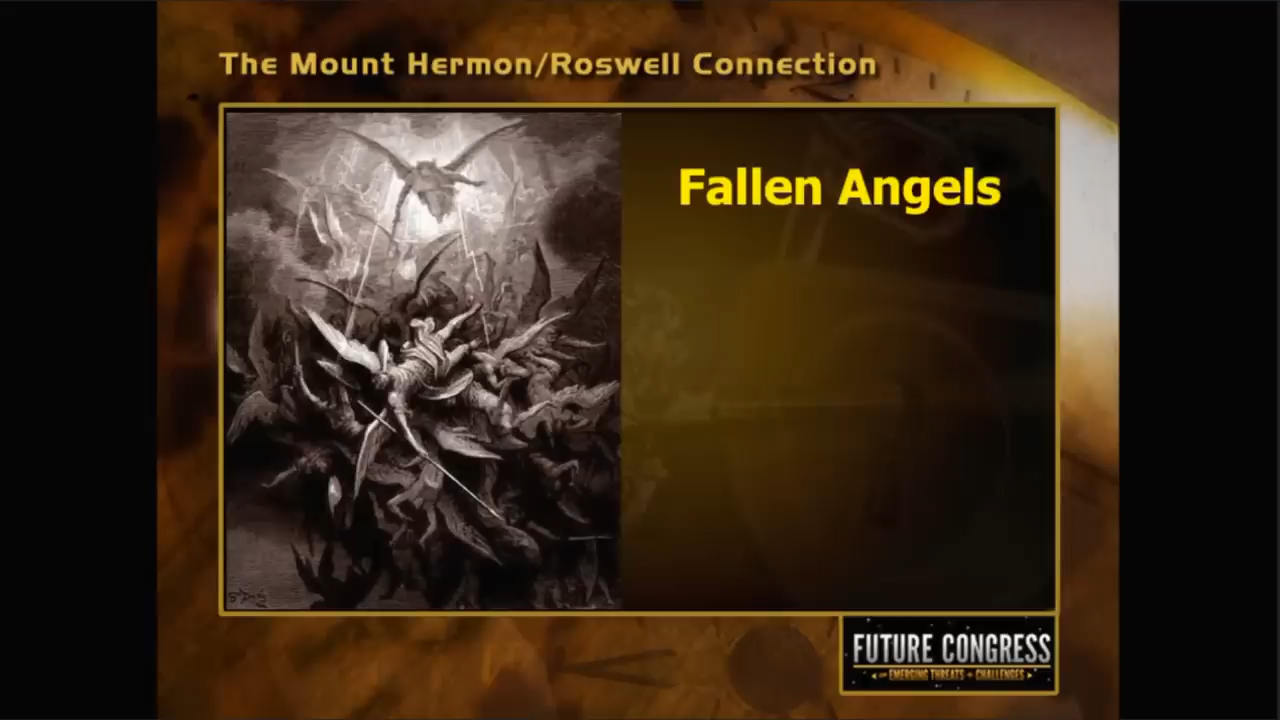 The Mount Hermon/Roswell Connection
Fallen Angels
FUTURE CONGRESS
EMERGING THREATS + CHALLENGES